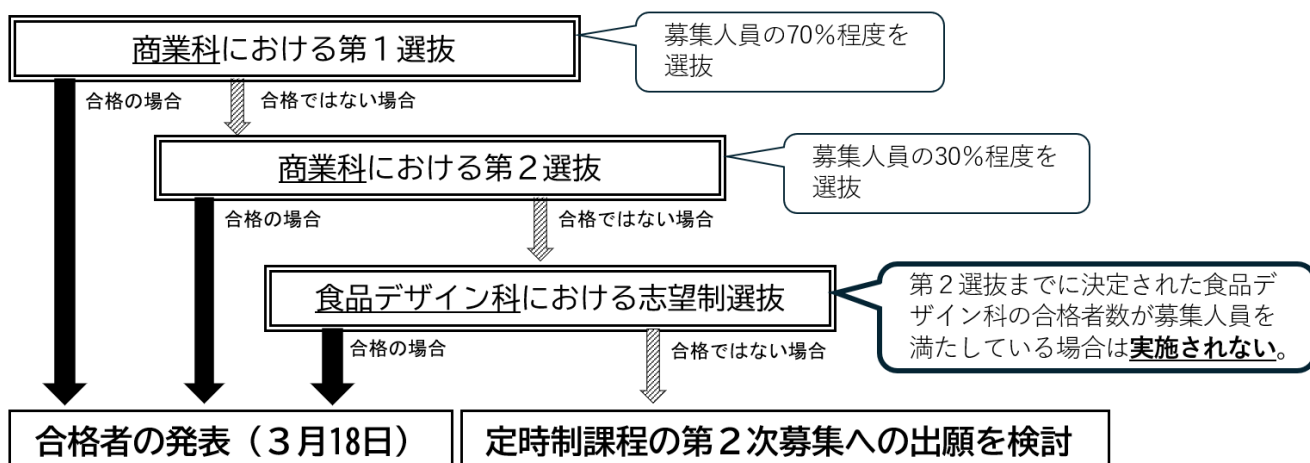 商業科における第1選抜
募集人員の70%程度を
選抜
合格の場合
合格ではない場合
商業科における第2選抜
募集人員の30%程度を
選抜
合格の場合
合格ではない場合
食品デザイン科における志望制選抜
第2選抜までに決定された食品デ
ザイン科の合格者数が募集人員を
満たしている場合は実施されない。
合格の場合
合格ではない場合
合格者の発表（3月18日）
定時制課程の第2次募集への出願を検討